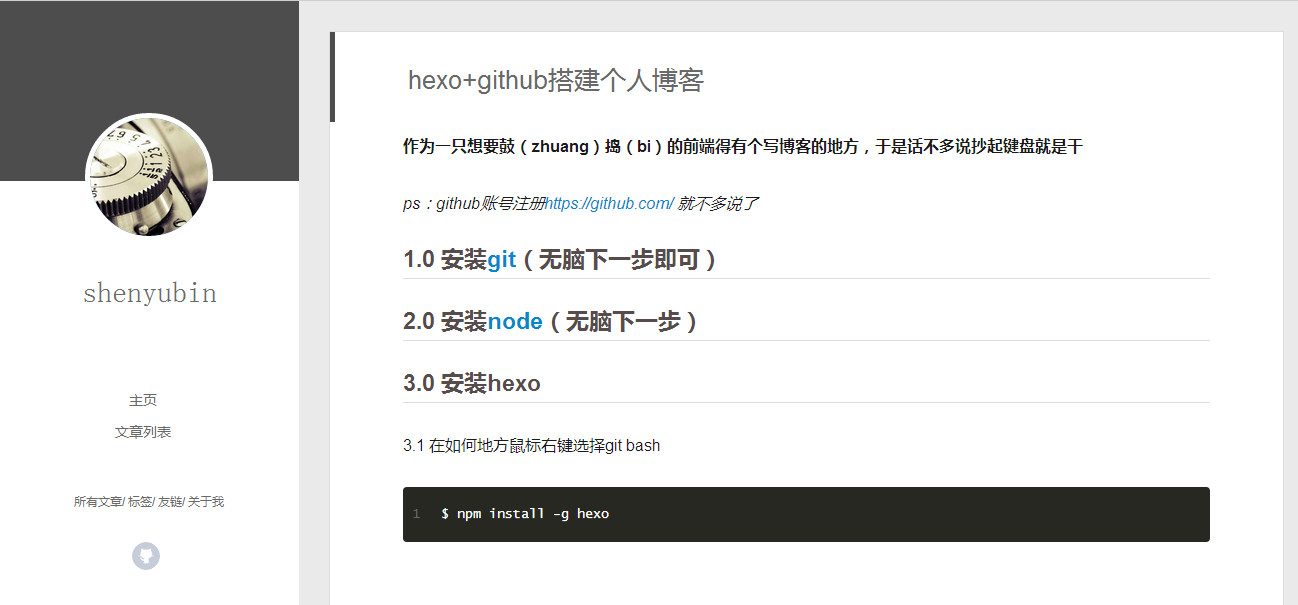 shenyubin
主页
文章列表
所有文章/ 标签/ 友链/ 关于我
hexo+github搭建个人博客
作为一只想要鼓（zhuang）捣（bi）的前端得有个写博客的地方，于是话不多说抄起键盘就是干
ps：github账号注册https://github.com/ 就不多说了
1.0 安装git（无脑下一步即可）
2.0 安装node（无脑下一步）
3.0 安装hexo
3.1 在如何地方鼠标右键选择git bash
1 $ npm install -g hexo